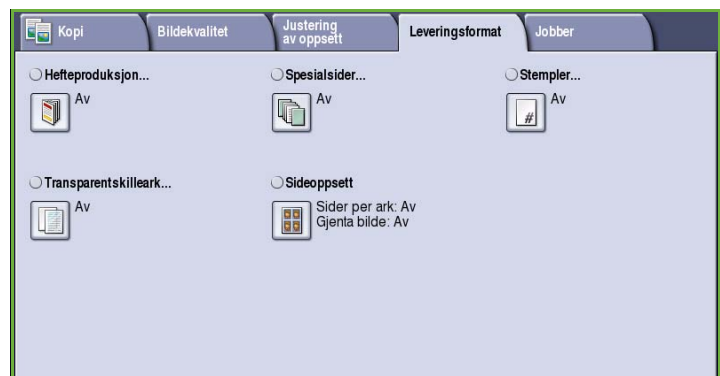 Kopi
Bildekvalitet
Justering
av oppsett
Leveringsformat
Jobber
Hefteproduksjon...
Av
Spesialsider...
Av
Stempler...
Av
#
Transparentskilleark...
Av
Sideoppsett
Sider per ark: Av
Gjenta bilde: Av